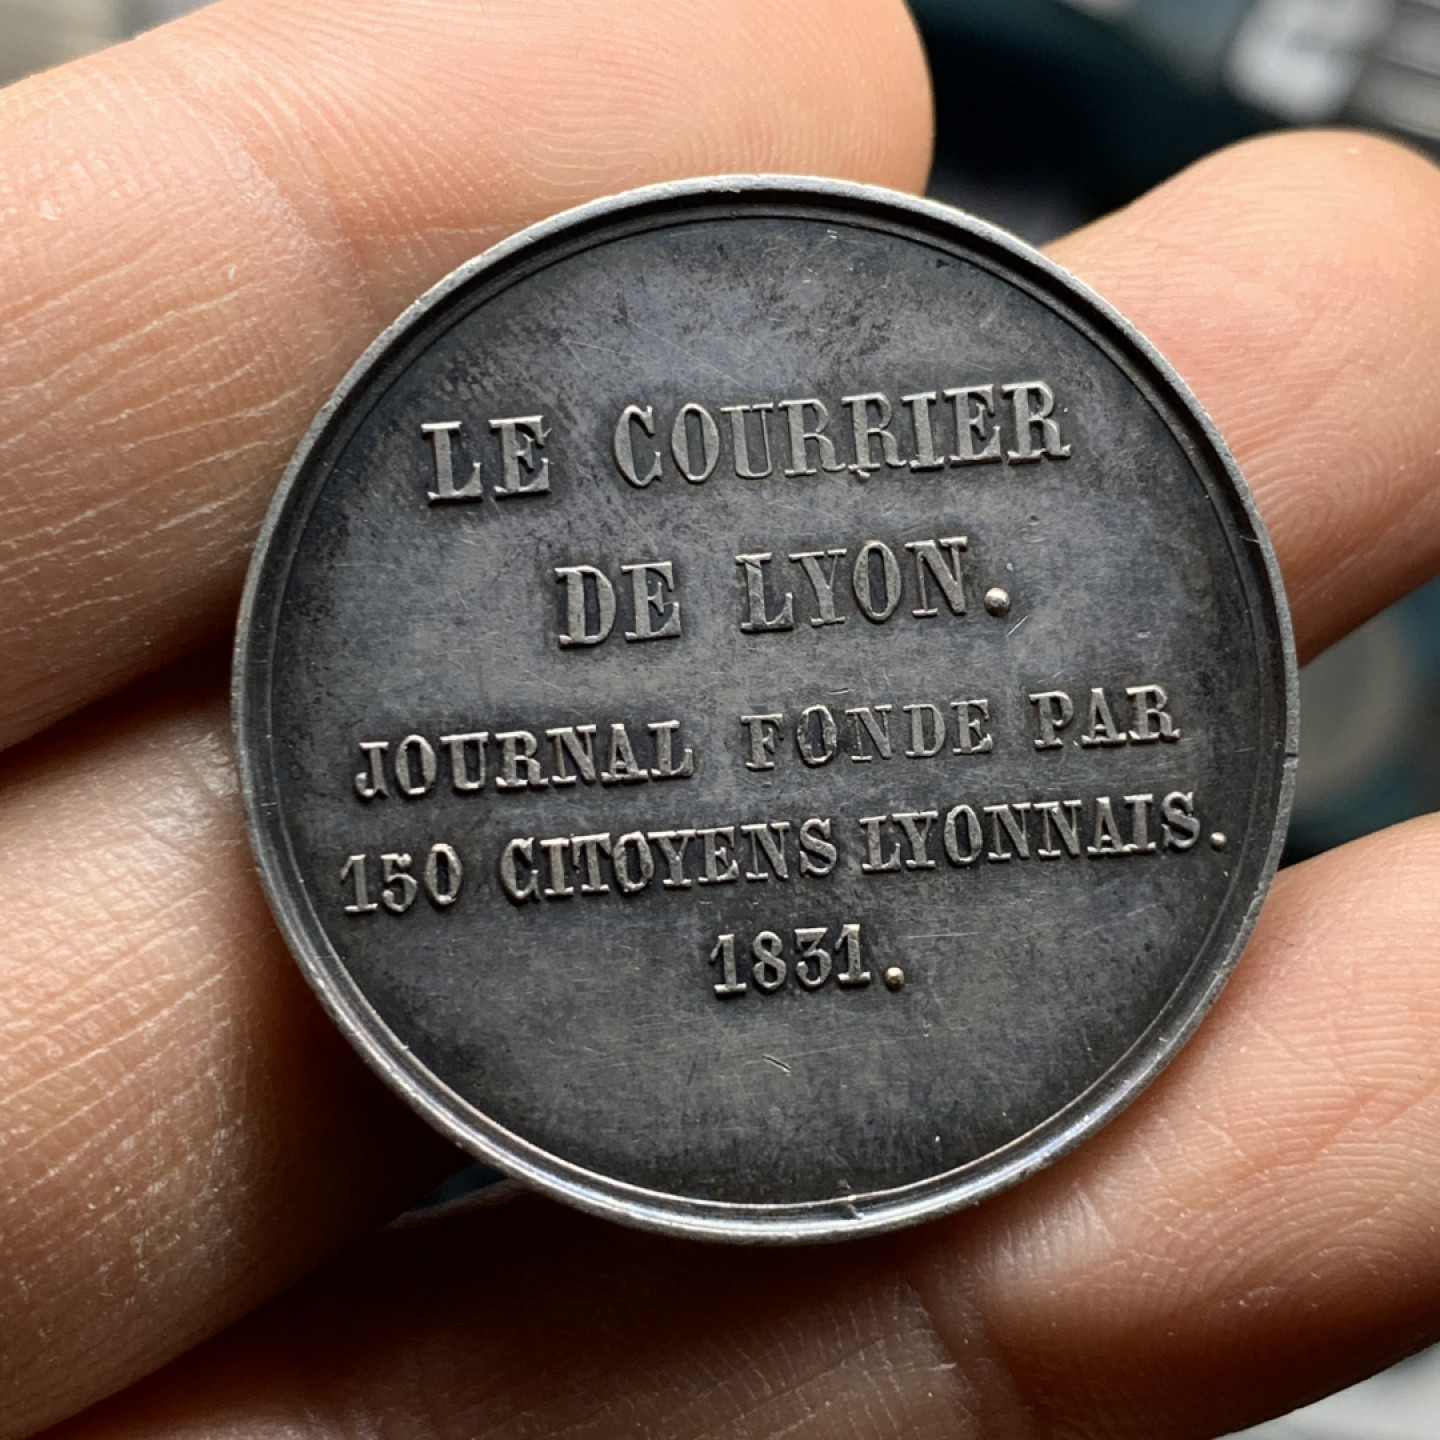 LE COURRIER
DE LYON.
JOURNAL FONDE PAR
150 CITOYENS LYONNAIS.
1831.